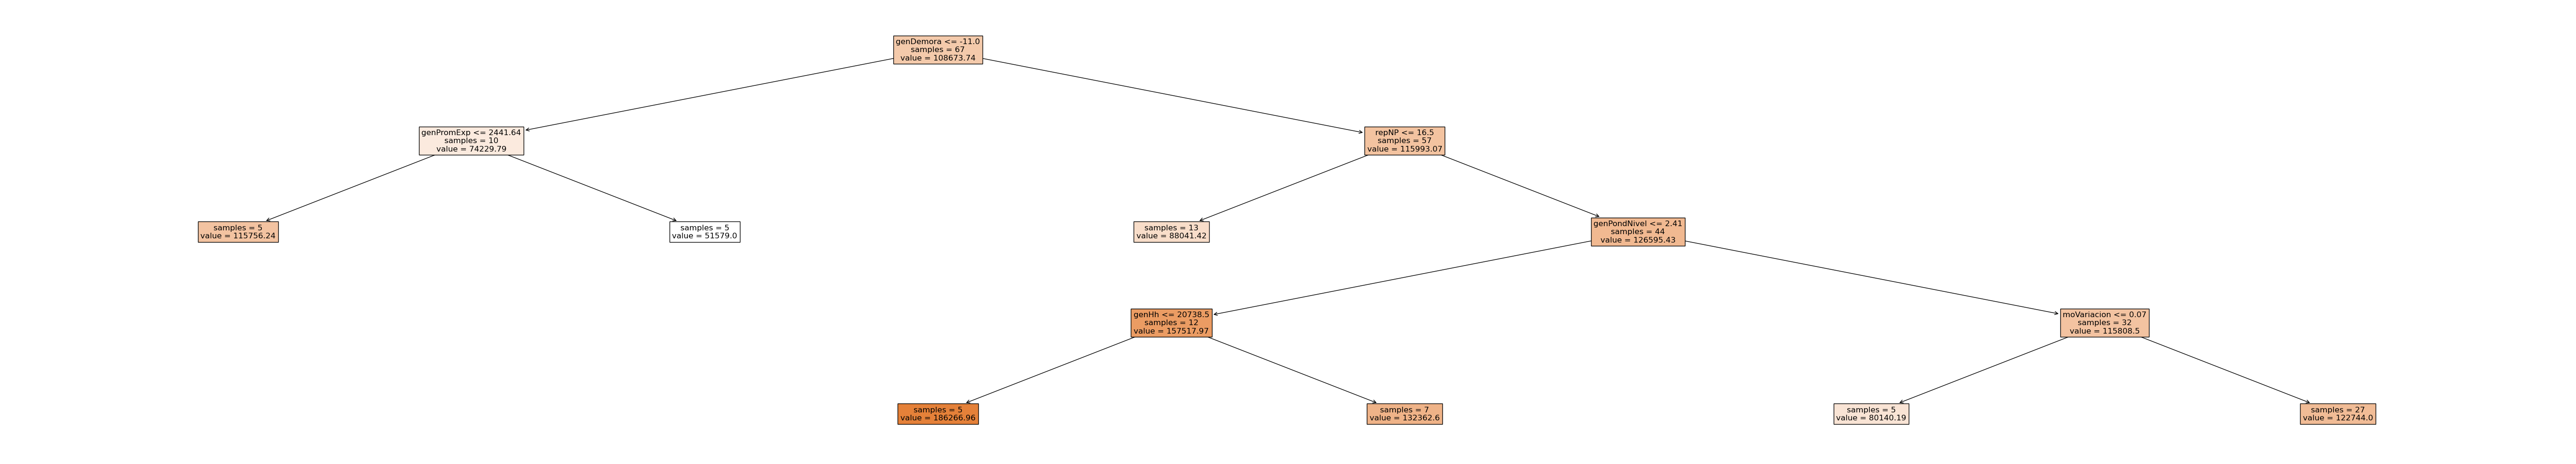 genDemora <= -11.0
samples = 67
value = 108673.74
genPromExp <= 2441.64
samples = 10
value = 74229.79
repNP <= 16.5
samples = 57
value = 115993.07
samples = 5
value = 115756.24
samples = 5
value = 51579.0
samples = 13
value = 88041.42
genPondNivel <= 2.41
samples = 44
value = 126595.43
genHh <= 20738.5
samples = 12
value = 157517.97
moVariacion <= 0.07
samples = 32
value = 115808.5
samples = 5
value = 186266.96
samples = 7
value = 132362.6
samples = 5
value = 80140.19
samples = 27
value = 122744.0